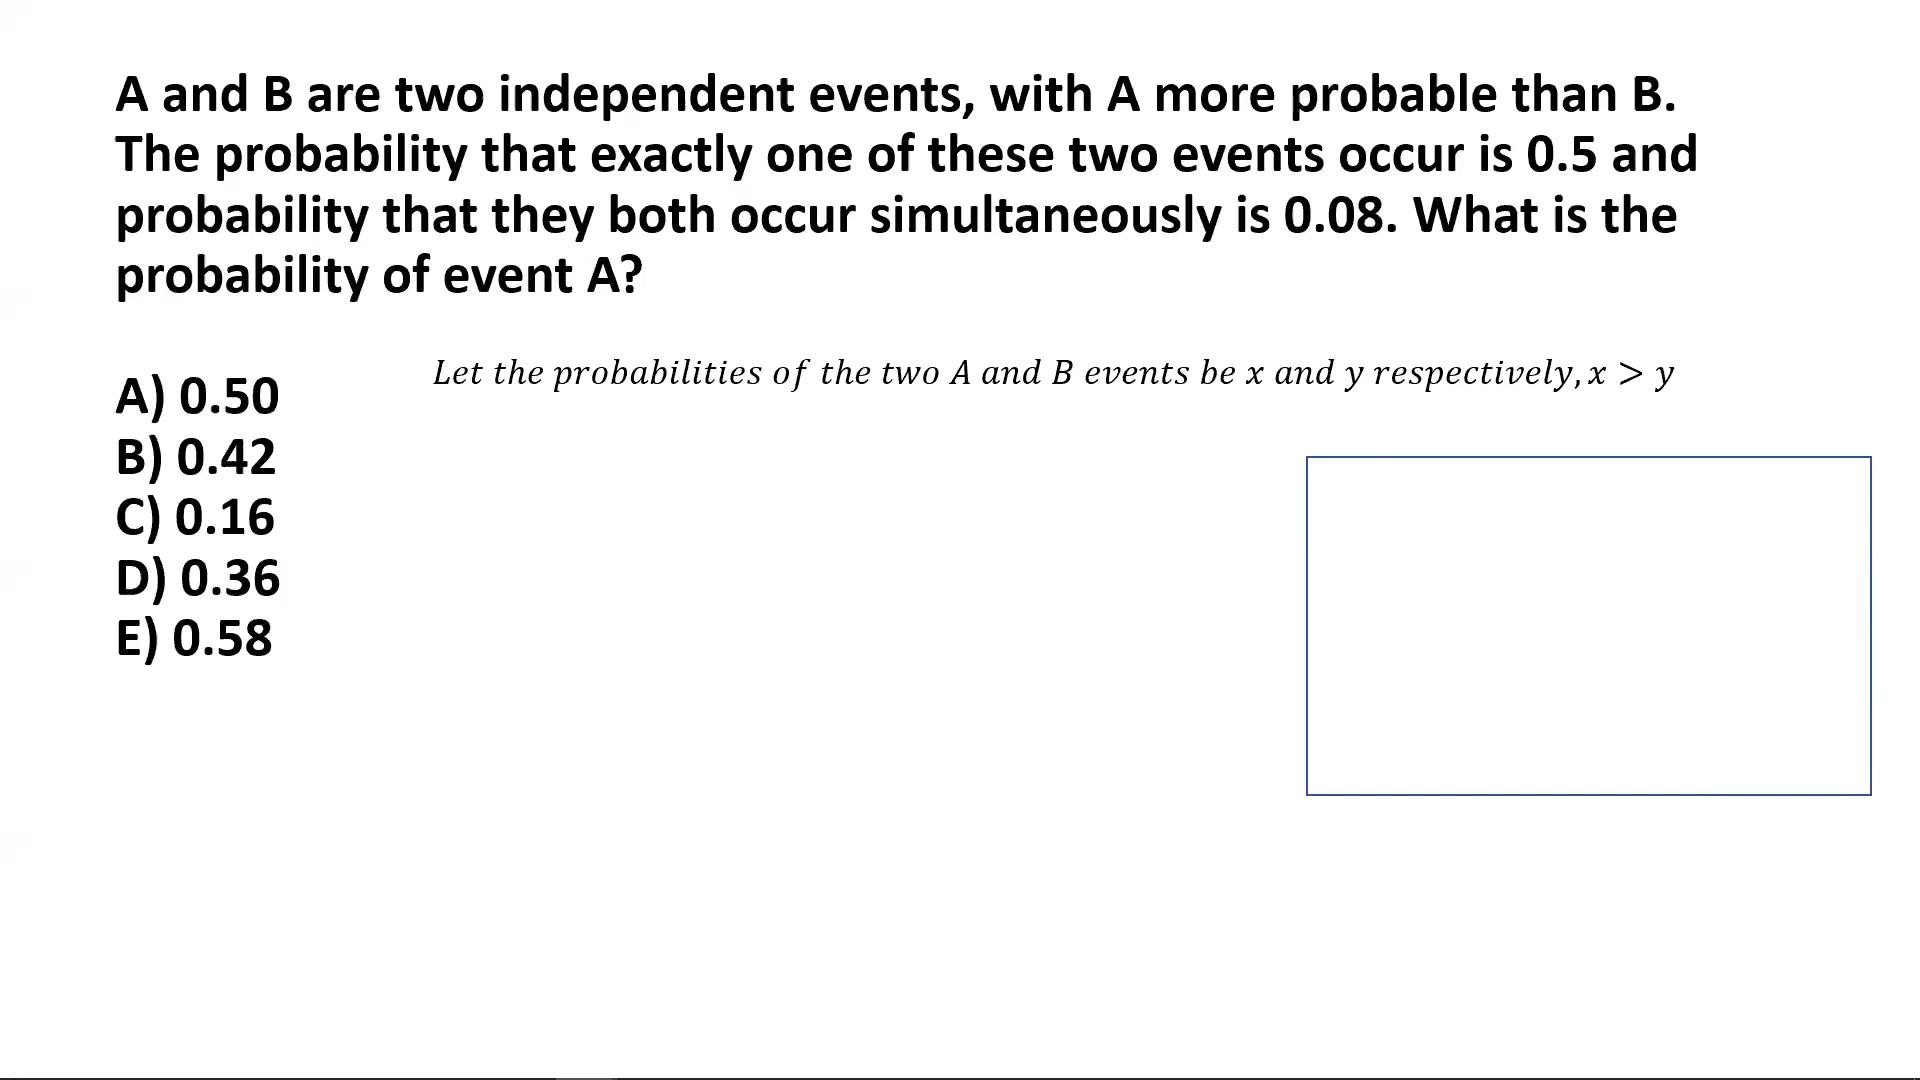 A and B are two independent events, with A more probable than B.
The probability that exactly one of these two events occur is 0.5 and
probability that they both occur simultaneously is 0.08. What is the
probability of event A?
Let the probabilities of the two A and B events be x and y respectively, x > y
A) 0.50
B) 0.42
C) 0.16
D) 0.36
E) 0.58